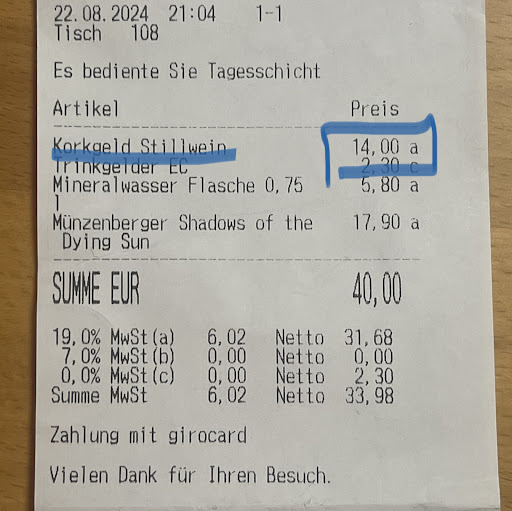 22.08.2024 21:04 1-1
Tisch 108
Es bediente Sie Tagesschicht
Artikel Preis
Korkgeld Stillwein 14,00 a
Trinkgelder EC 2,30 c
Mineralwasser Flasche 0,75 5,80 a
l
Münzenberger Shadows of the 17,90 a
Dying Sun
SUMME EUR 40,00
19,0% MwSt(a) 6,02 Netto 31,68
7,0% MwSt(b) 0,00 Netto 0,00
0,0% MwSt(c) 0,00 Netto 2,30
Summe MwSt 6,02 Netto 33,98
Zahlung mit girocard
Vielen Dank für Ihren Besuch.